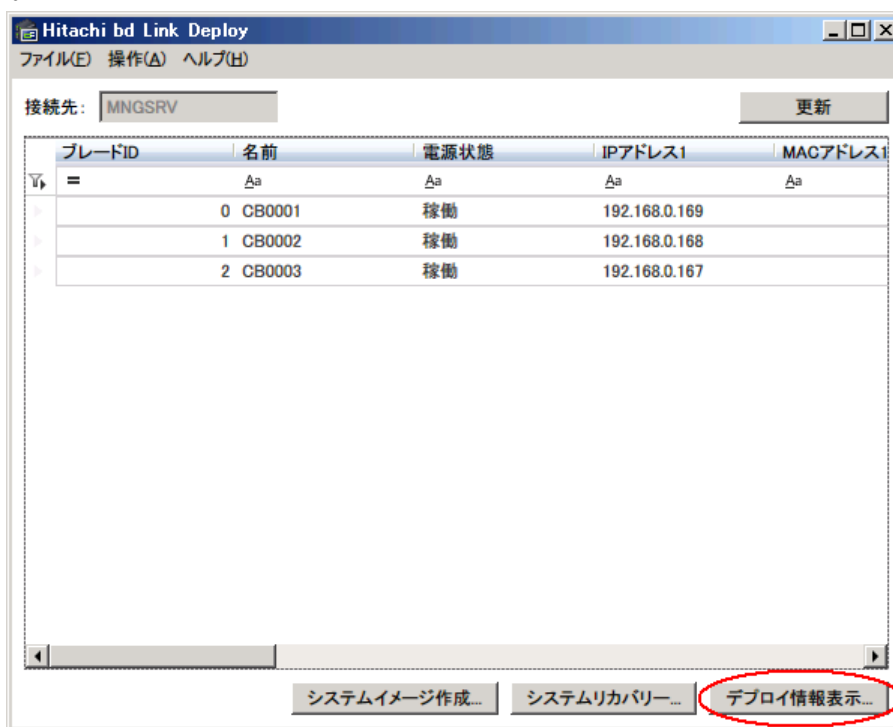 Hitachi bd Link Deploy
ファイル(F) 操作(A) ヘルプ(H)
接続先: MNGSRV 更新
ブレードID 名前 電源状態 IPアドレス1 MACアドレス1
= Aa Aa Aa Aa
0 CB0001 稼働 192.168.0.169
1 CB0002 稼働 192.168.0.168
2 CB0003 稼働 192.168.0.167
システムイメージ作成... システムリカバリー... デプロイ情報表示...